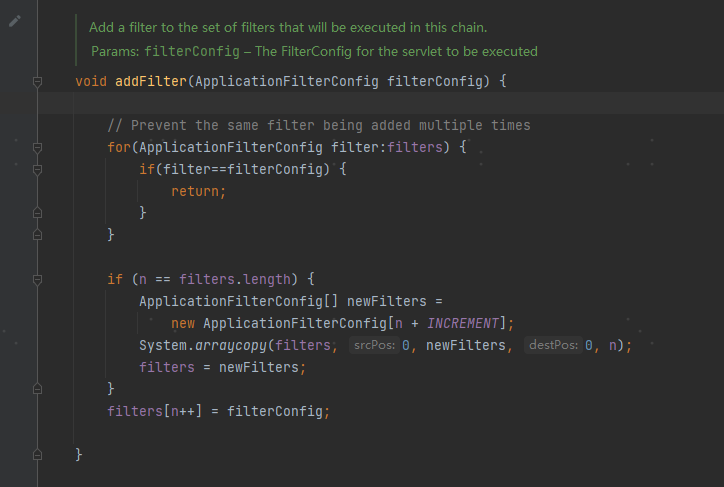 Add a filter to the set of filters that will be executed in this chain.
Params: filterConfig – The FilterConfig for the servlet to be executed
void addFilter(ApplicationFilterConfig filterConfig) {
// Prevent the same filter being added multiple times
for(ApplicationFilterConfig filter:filters) {
if(filter==filterConfig) {
return;
}
}
if (n == filters.length) {
ApplicationFilterConfig[] newFilters =
new ApplicationFilterConfig[n + INCREMENT];
System.arraycopy(filters, srcPos: 0, newFilters, destPos: 0, n);
filters = newFilters;
}
filters[n++] = filterConfig;
}